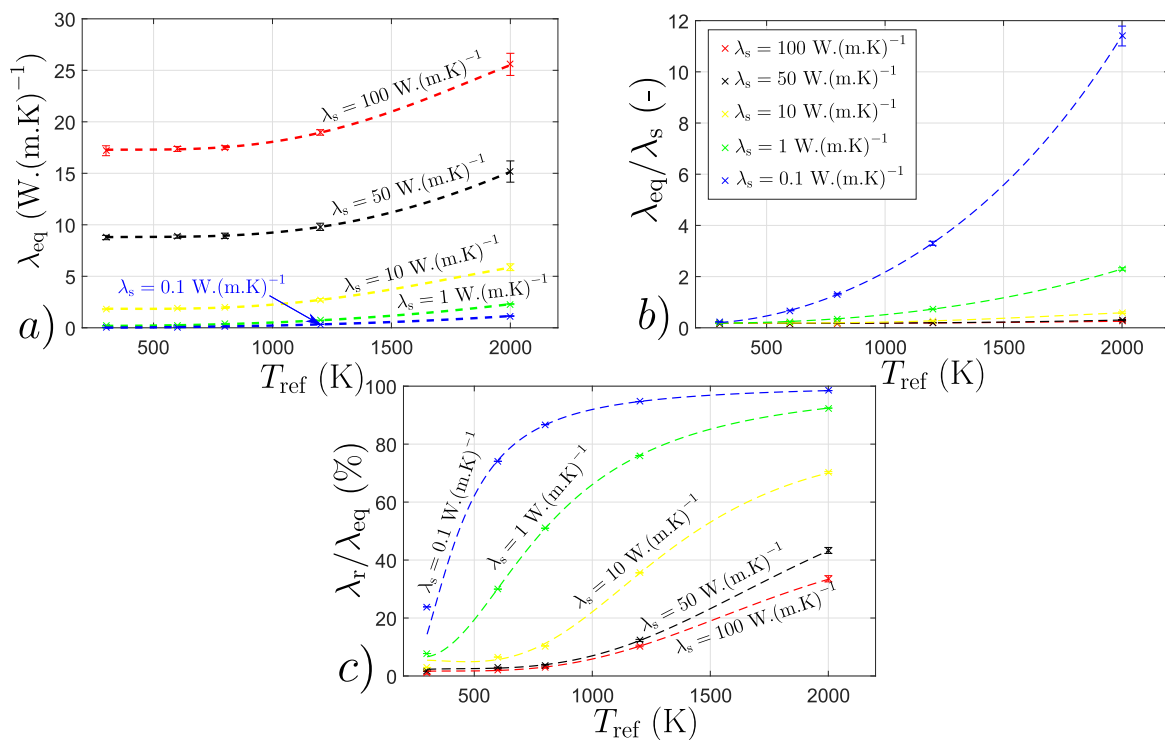 30
25
20
15
10
5
0
λeq (W.(m.K)⁻¹)
λs = 100 W.(m.K)⁻¹
λs = 50 W.(m.K)⁻¹
λs = 10 W.(m.K)⁻¹
λs = 0.1 W.(m.K)⁻¹
λs = 1 W.(m.K)⁻¹
a)
500 1000 1500 2000
Tref (K)
12
10
8
6
4
2
0
λeq/λs (-)
λs = 100 W.(m.K)⁻¹
λs = 50 W.(m.K)⁻¹
λs = 10 W.(m.K)⁻¹
λs = 1 W.(m.K)⁻¹
λs = 0.1 W.(m.K)⁻¹
b)
500 1000 1500 2000
Tref (K)
100
80
60
40
20
0
λr/λeq (%)
λs = 0.1 W.(m.K)⁻¹
λs = 1 W.(m.K)⁻¹
λs = 10 W.(m.K)⁻¹
λs = 50 W.(m.K)⁻¹
λs = 100 W.(m.K)⁻¹
c)
500 1000 1500 2000
Tref (K)